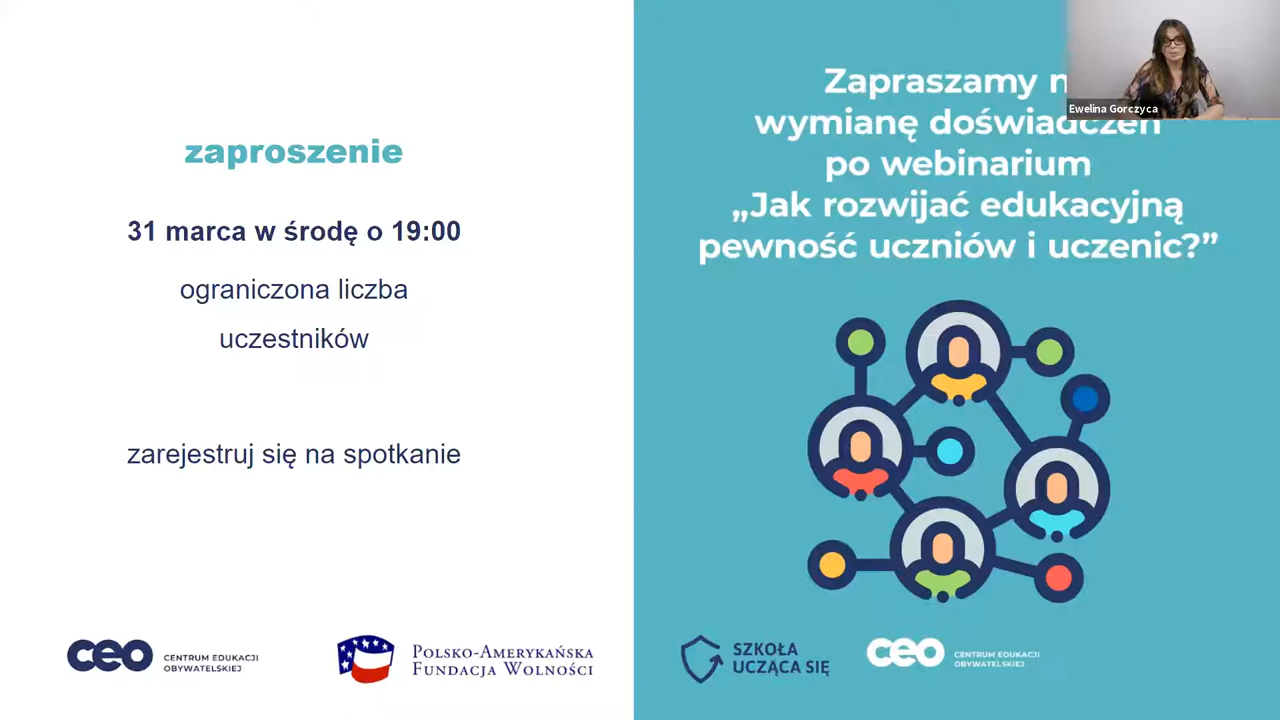 zaproszenie
31 marca w środę o 19:00
ograniczona liczba
uczestników
zarejestruj się na spotkanie
ceo CENTRUM EDUKACJI
OBYWATELSKIEJ
POLSKO-AMERYKAŃSKA
FUNDACJA WOLNOŚCI
Zapraszamy
wymianę doświadczeń
po webinarium
„Jak rozwijać edukacyjną
pewność uczniów i uczenic?”
SZKOŁA
UCZĄCA SIĘ
ceo CENTRUM EDUKACJI
OBYWATELSKIEJ
Ewelina Gorczyca